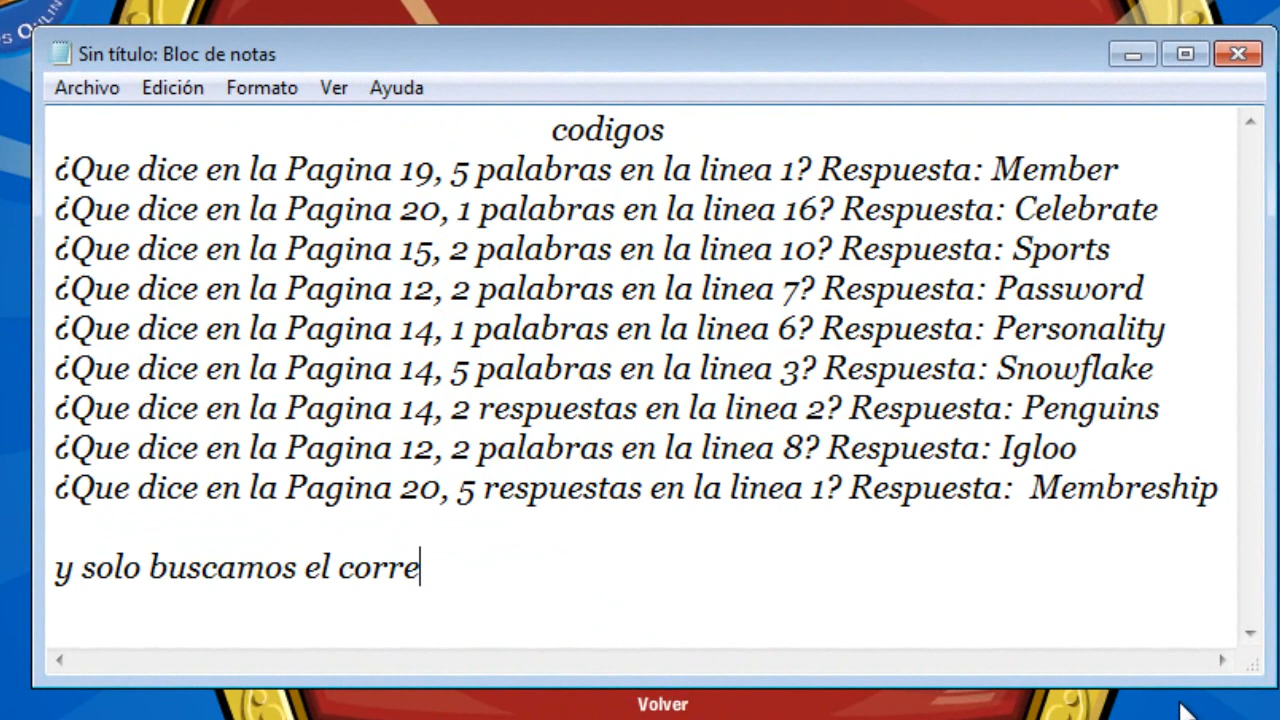 S ONLIN
Sin título: Bloc de notas
Archivo Edición Formato Ver Ayuda
codigos
¿Que dice en la Pagina 19, 5 palabras en la linea 1? Respuesta: Member
¿Que dice en la Pagina 20, 1 palabras en la linea 16? Respuesta: Celebrate
¿Que dice en la Pagina 15, 2 palabras en la linea 10? Respuesta: Sports
¿Que dice en la Pagina 12, 2 palabras en la linea 7? Respuesta: Password
¿Que dice en la Pagina 14, 1 palabras en la linea 6? Respuesta: Personality
¿Que dice en la Pagina 14, 5 palabras en la linea 3? Respuesta: Snowflake
¿Que dice en la Pagina 14, 2 respuestas en la linea 2? Respuesta: Penguins
¿Que dice en la Pagina 12, 2 palabras en la linea 8? Respuesta: Igloo
¿Que dice en la Pagina 20, 5 respuestas en la linea 1? Respuesta: Membreship
y solo buscamos el corre
Volver